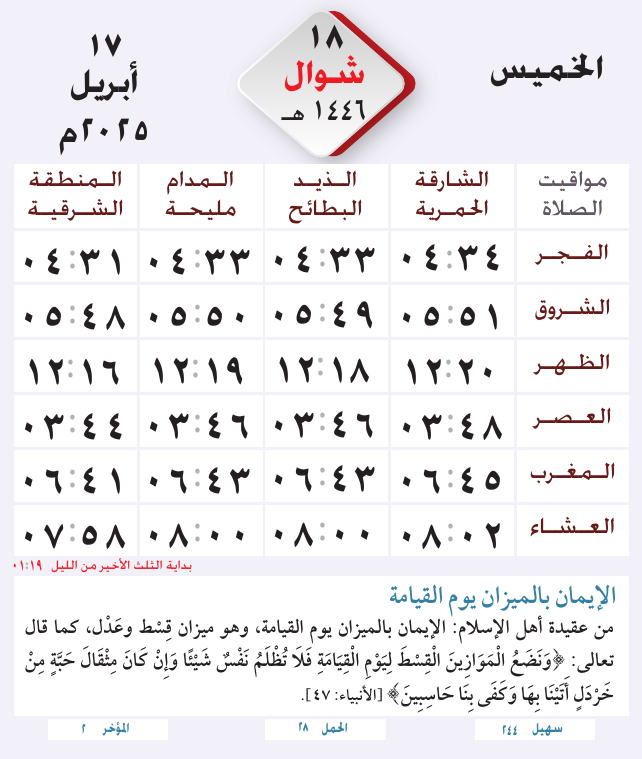 الخميس
١٨
شوال
١٤٤٦ هـ
١٧
أبريل
٢٠٢٥م
مواقيت الصلاة | الشارقة الحمرية | الذيد البطائح | المدام مليحة | المنطقة الشرقية
الفجر | ٠٤:٣٤ | ٠٤:٣٣ | ٠٤:٣٣ | ٠٤:٣١
الشروق | ٠٥:٥١ | ٠٥:٤٩ | ٠٥:٥٠ | ٠٥:٤٨
الظهر | ١٢:٢٠ | ١٢:١٨ | ١٢:١٩ | ١٢:١٦
العصر | ٠٣:٤٨ | ٠٣:٤٦ | ٠٣:٤٦ | ٠٣:٤٤
المغرب | ٠٦:٤٥ | ٠٦:٤٣ | ٠٦:٤٣ | ٠٦:٤١
العشاء | ٠٨:٠٢ | ٠٨:٠٠ | ٠٨:٠٠ | ٠٧:٥٨
بداية الثلث الأخير من الليل ٠١:١٩
الإيمان بالميزان يوم القيامة
من عقيدة أهل الإسلام: الإيمان بالميزان يوم القيامة، وهو ميزان قِسْط وعَدْل، كما قال
تعالى: ﴿وَنَضَعُ الْمَوَازِينَ الْقِسْطَ لِيَوْمِ الْقِيَامَةِ فَلَا تُظْلَمُ نَفْسٌ شَيْئًا وَإِنْ كَانَ مِثْقَالَ حَبَّةٍ مِنْ
خَرْدَلٍ أَتَيْنَا بِهَا وَكَفَى بِنَا حَاسِبِينَ﴾ [الأنبياء: ٤٧].
سهيل ٢٤٤ | الحمل ٢٨ | المؤخر ٢